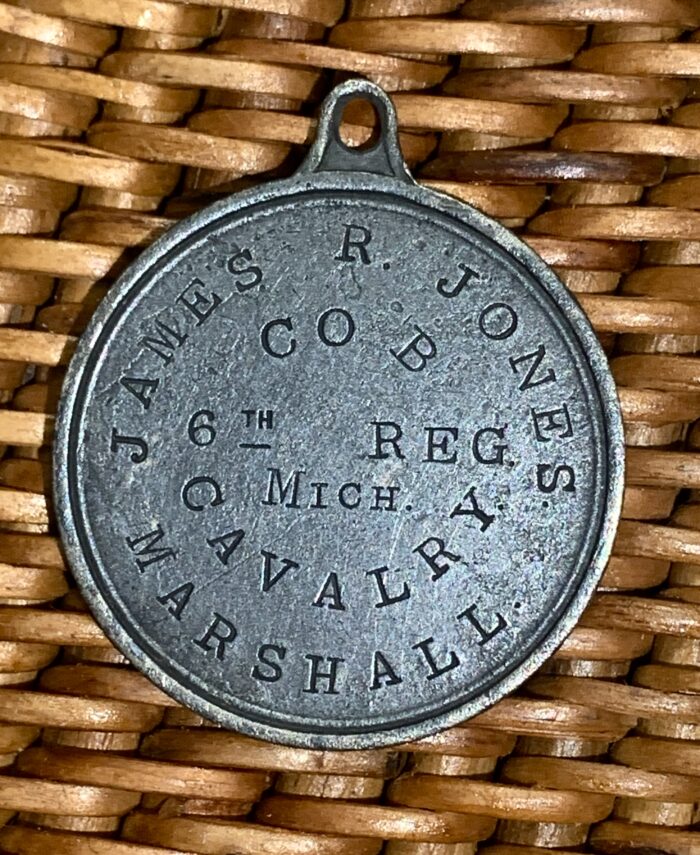 JAMES R. JONES.
CO B
6TH REG.
MICH.
CAVALRY.
MARSHALL.